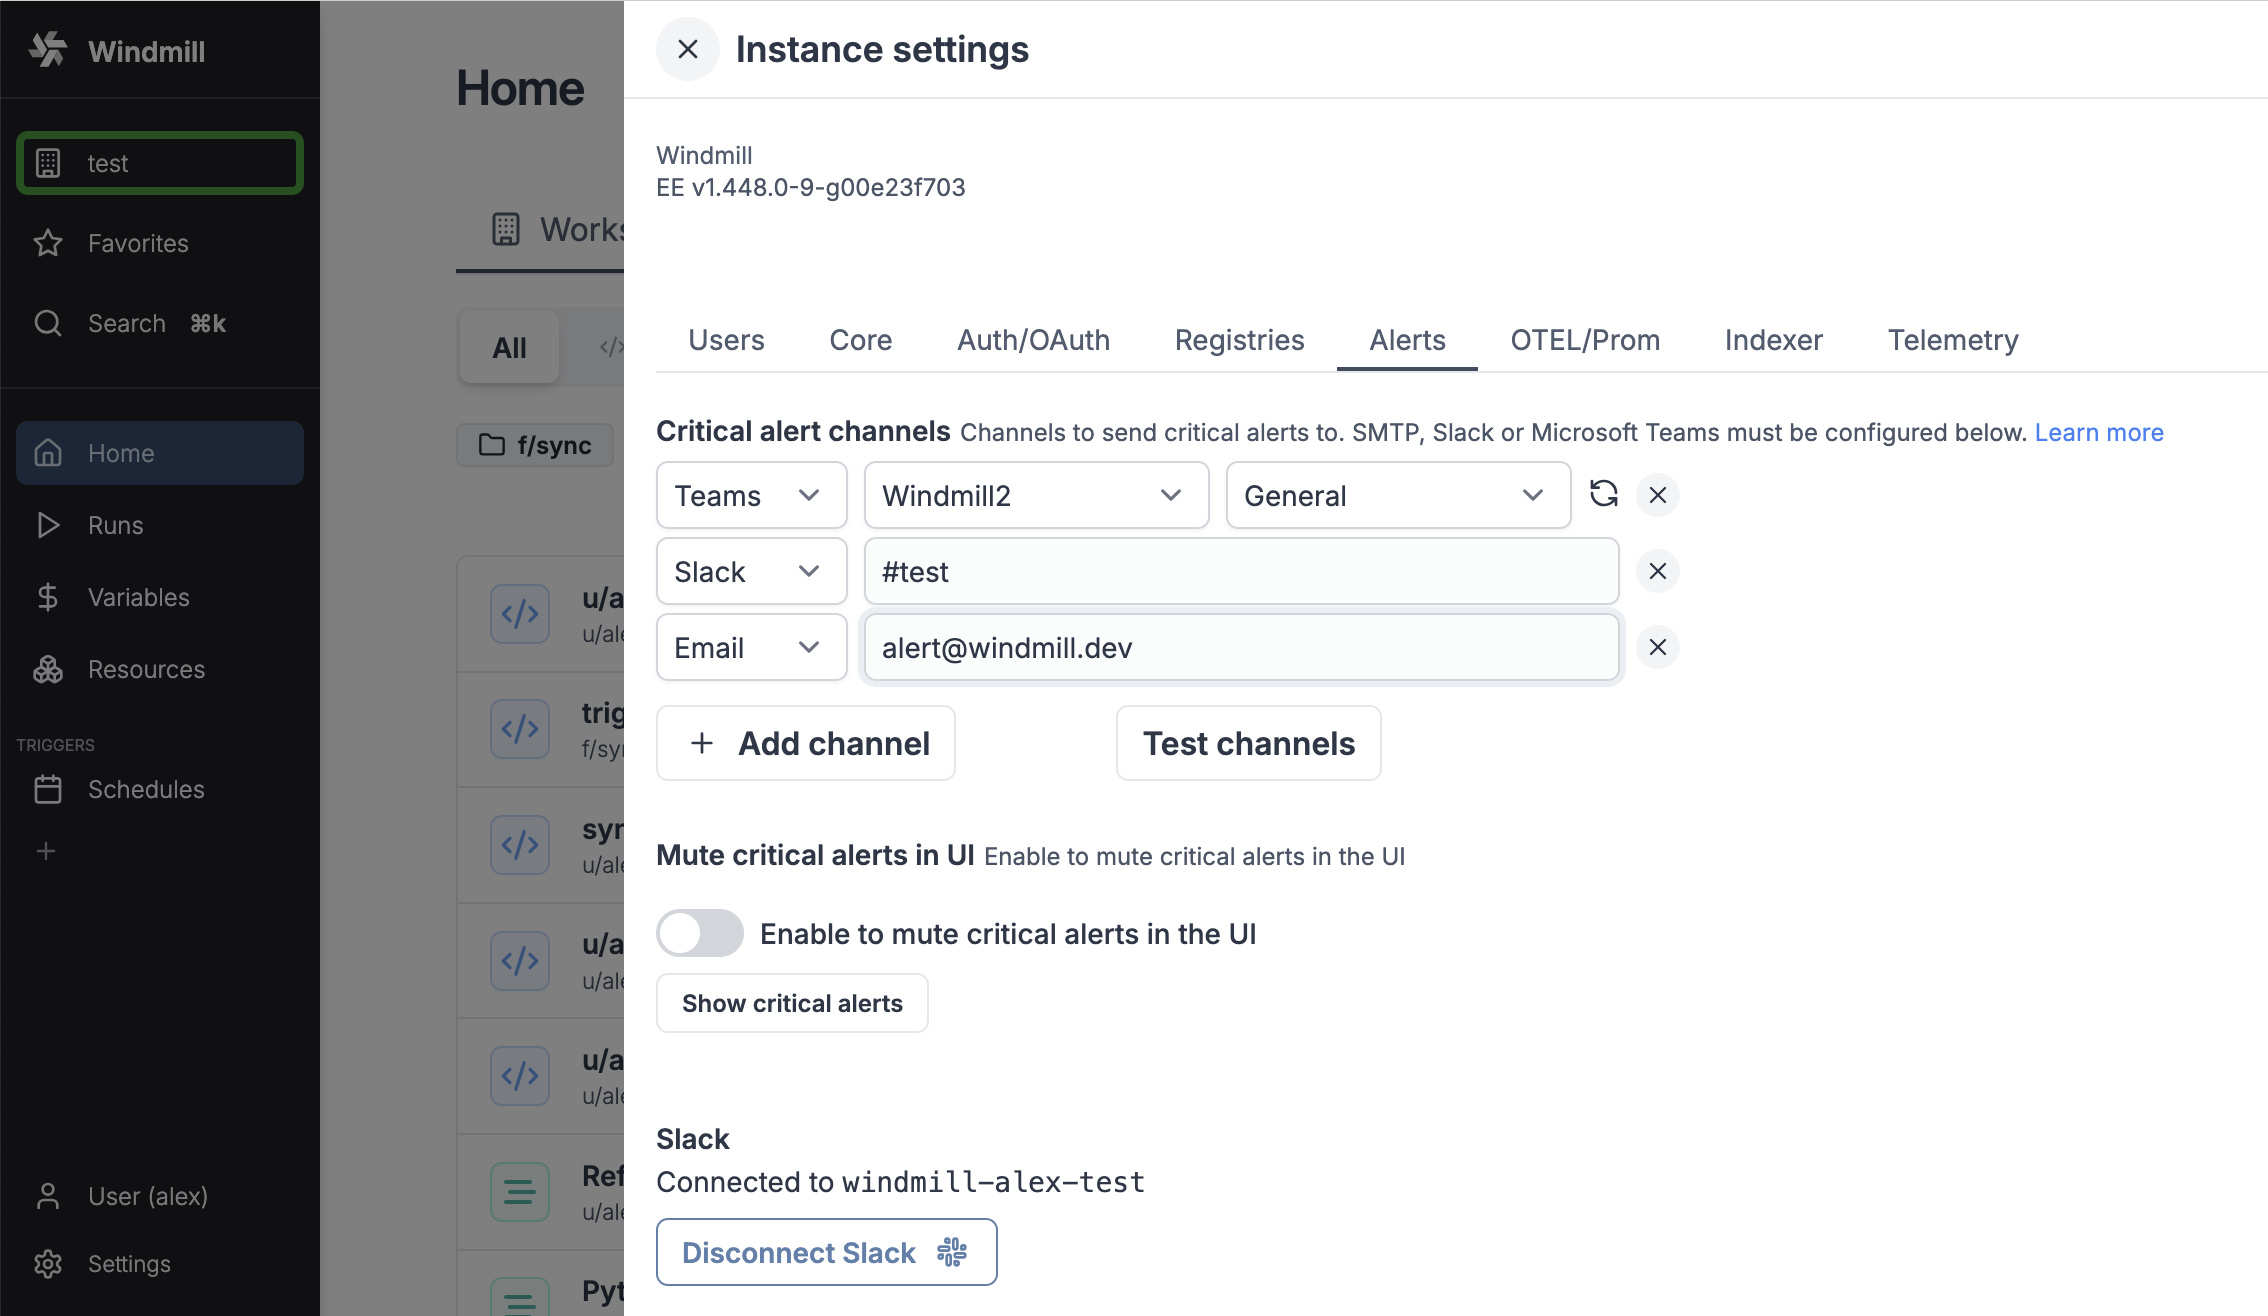 Windmill
test
Favorites
Search ⌘k
Home
Runs
Variables
Resources
TRIGGERS
Schedules
User (alex)
Settings
Home
Works
All
f/sync
u/a
u/ale
trig
f/syn
syn
u/ale
u/a
u/ale
u/a
u/ale
Ref
u/ale
Pyt
Instance settings
Windmill
EE v1.448.0-9-g00e23f703
Users Core Auth/OAuth Registries Alerts OTEL/Prom Indexer Telemetry
Critical alert channels Channels to send critical alerts to. SMTP, Slack or Microsoft Teams must be configured below. Learn more
Teams Windmill2 General
Slack #test
Email alert@windmill.dev
+ Add channel Test channels
Mute critical alerts in UI Enable to mute critical alerts in the UI
Enable to mute critical alerts in the UI
Show critical alerts
Slack
Connected to windmill-alex-test
Disconnect Slack